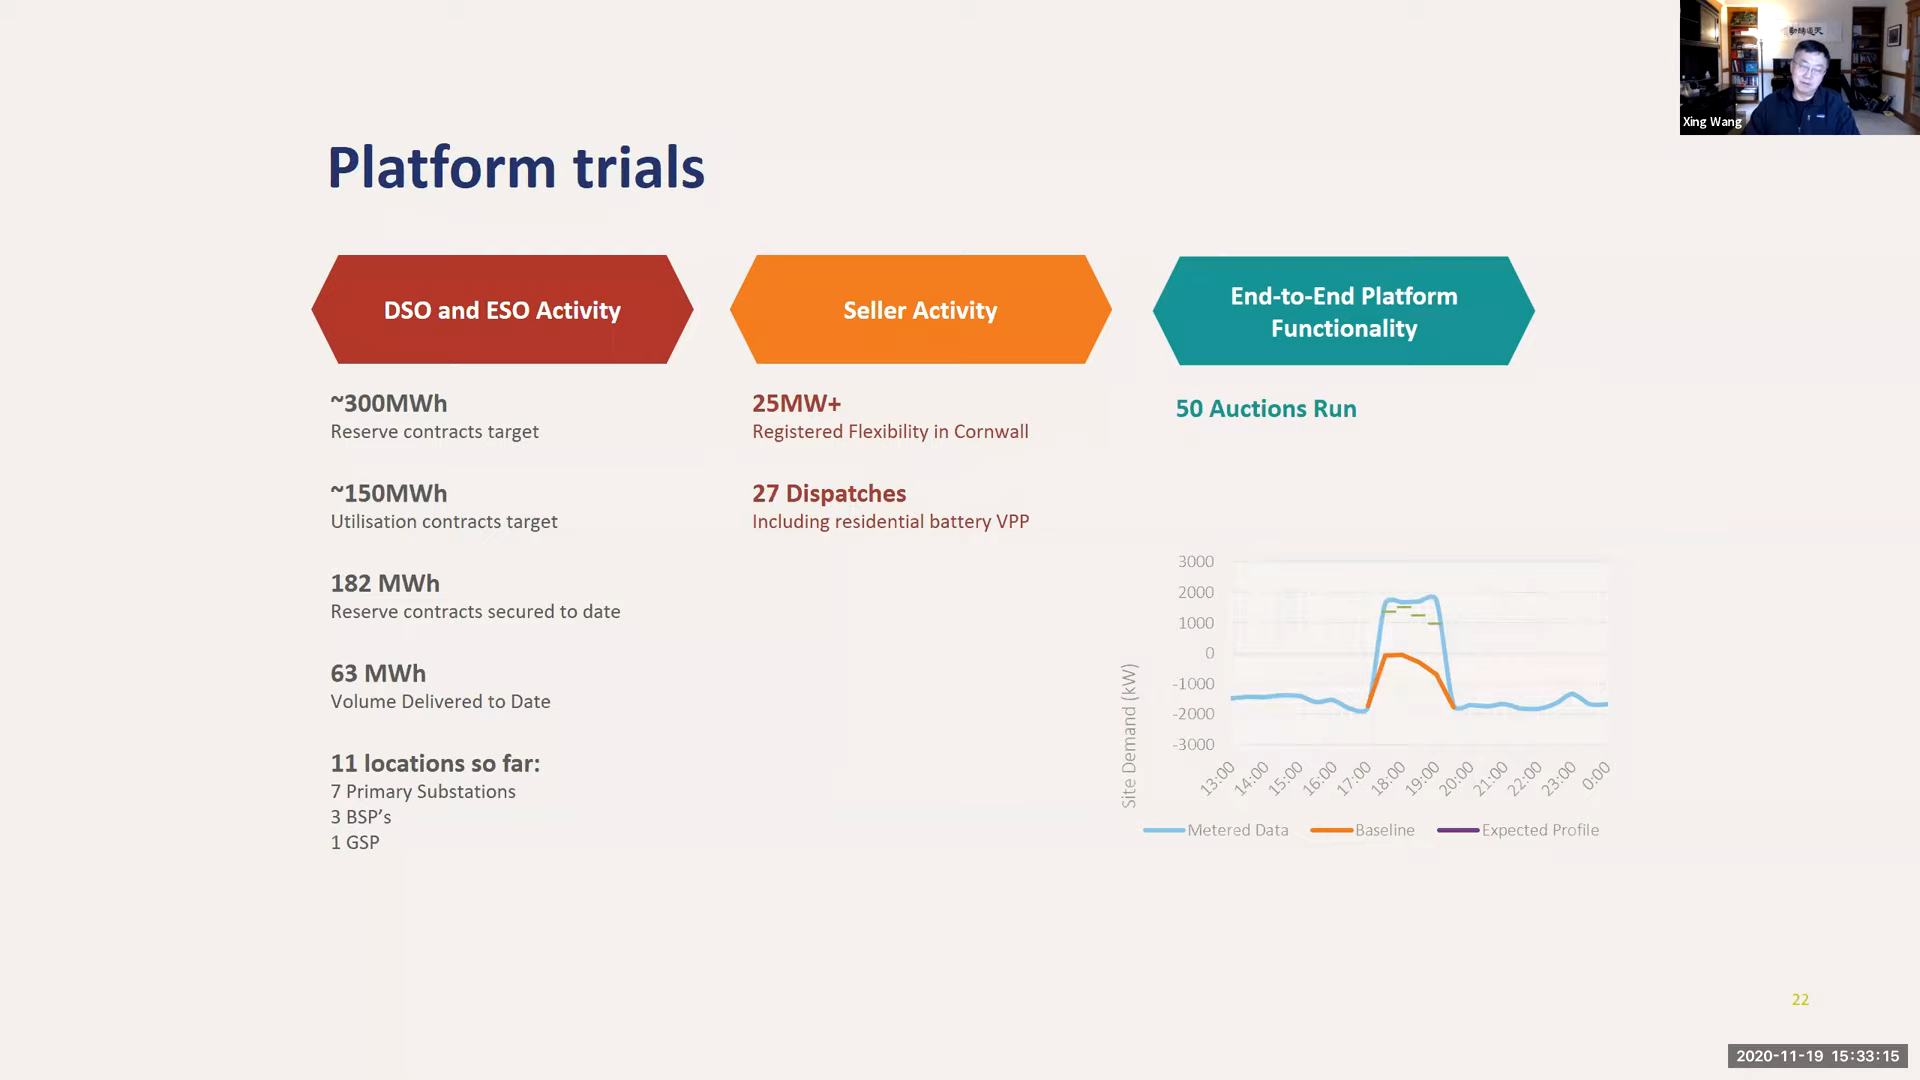 Xing Wang
Platform trials
DSO and ESO Activity
~300MWh
Reserve contracts target
~150MWh
Utilisation contracts target
182 MWh
Reserve contracts secured to date
63 MWh
Volume Delivered to Date
11 locations so far:
7 Primary Substations
3 BSP's
1 GSP
Seller Activity
25MW+
Registered Flexibility in Cornwall
27 Dispatches
Including residential battery VPP
End-to-End Platform
Functionality
50 Auctions Run
Site Demand (kW)
3000
2000
1000
0
-1000
-2000
-3000
13:00 14:00 15:00 16:00 17:00 18:00 19:00 20:00 21:00 22:00 23:00 0:00
Metered Data Baseline Expected Profile
22
2020-11-19 15:33:15